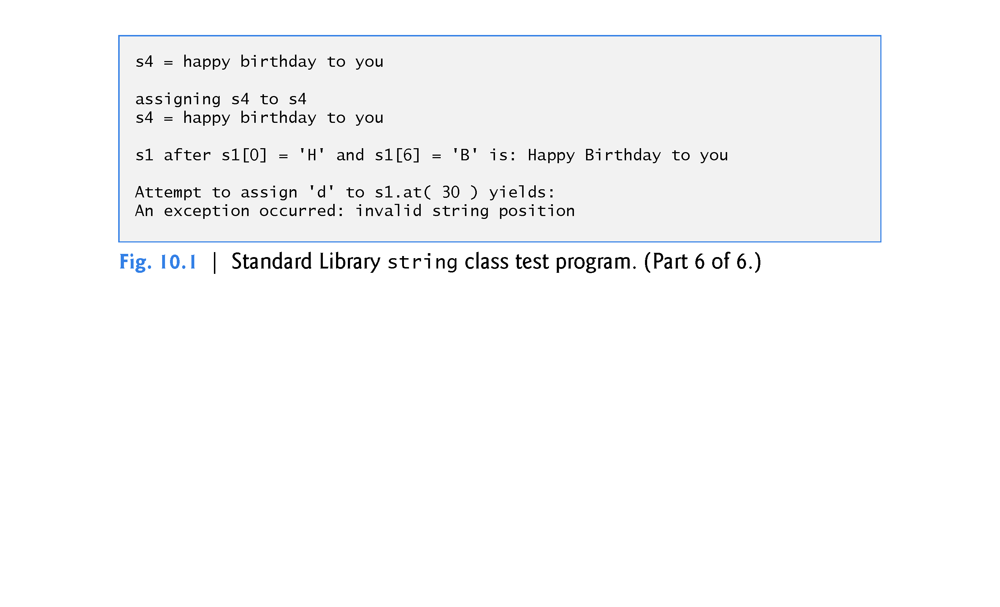 s4 = happy birthday to you
assigning s4 to s4
s4 = happy birthday to you
s1 after s1[0] = 'H' and s1[6] = 'B' is: Happy Birthday to you
Attempt to assign 'd' to s1.at( 30 ) yields:
An exception occurred: invalid string position
Fig. 10.1 | Standard Library string class test program. (Part 6 of 6.)